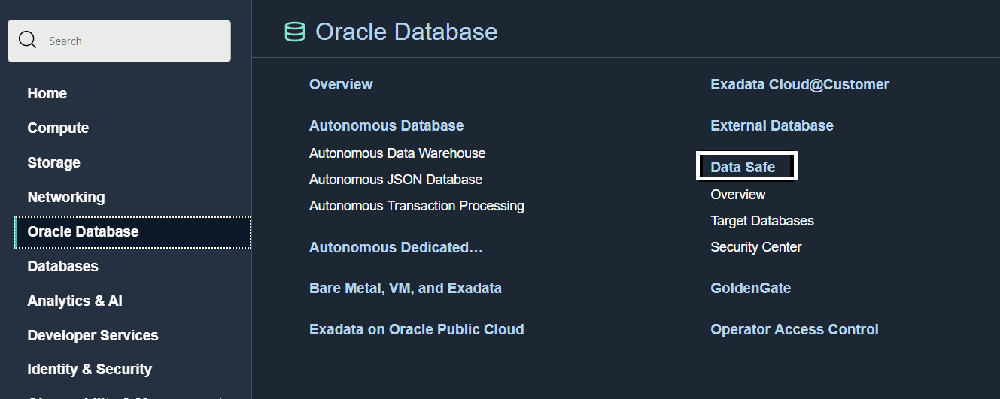 Search
Home
Compute
Storage
Networking
Oracle Database
Databases
Analytics & AI
Developer Services
Identity & Security
Oracle Database
Overview
Autonomous Database
Autonomous Data Warehouse
Autonomous JSON Database
Autonomous Transaction Processing
Autonomous Dedicated…
Bare Metal, VM, and Exadata
Exadata on Oracle Public Cloud
Exadata Cloud@Customer
External Database
Data Safe
Overview
Target Databases
Security Center
GoldenGate
Operator Access Control